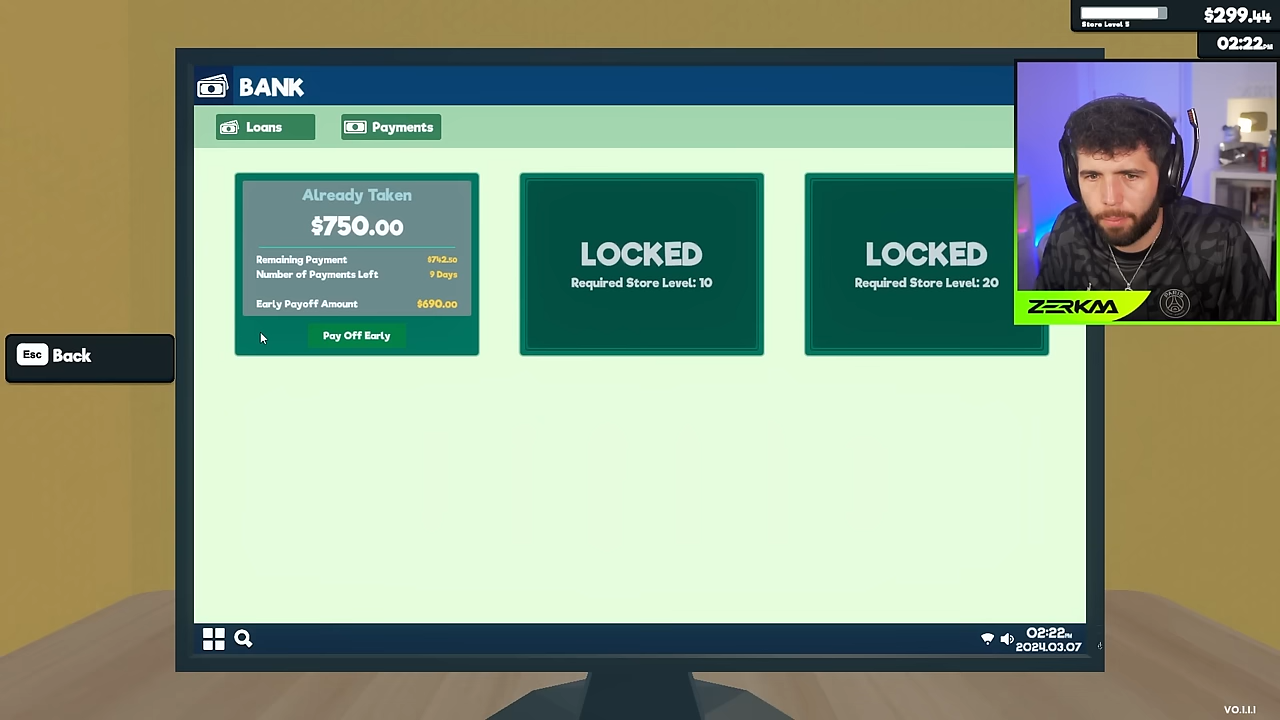 $299.44
Store Level 5
02:22PM
BANK
Loans
Payments
Already Taken
$750.00
Remaining Payment $742.50
Number of Payments Left 9 Days
Early Payoff Amount $690.00
Pay Off Early
LOCKED
Required Store Level: 10
LOCKED
Required Store Level: 20
ZERKAA
PARIS
Esc Back
02:22PM
2024.03.07
V0.1.1.1